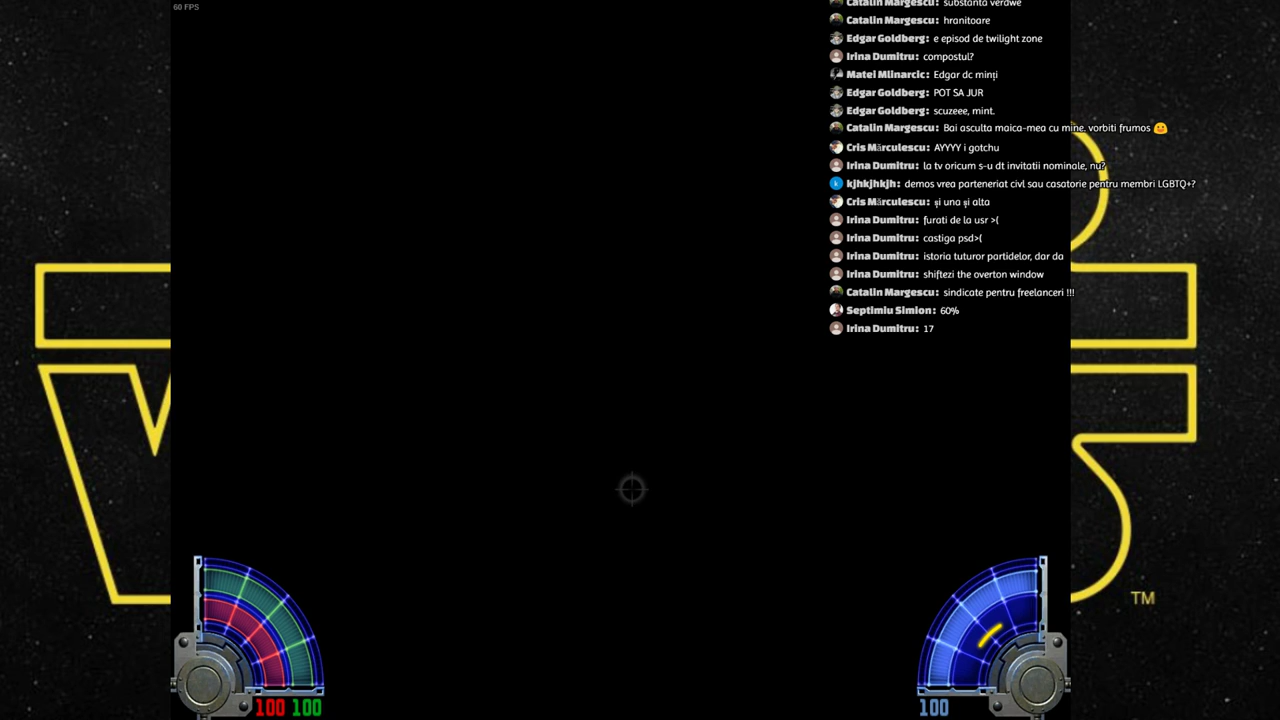 60 FPS
Catalin Margescu: substanta verdwe
Catalin Margescu: hranitoare
Edgar Goldberg: e episod de twilight zone
Irina Dumitru: compostul?
Matei Mlinarcic: Edgar dc minți
Edgar Goldberg: POT SA JUR
Edgar Goldberg: scuzeee, mint.
Catalin Margescu: Bai asculta maica-mea cu mine. vorbiti frumos
Cris Mărculescu: AYYYY i gotchu
Irina Dumitru: la tv oricum s-u dt invitatii nominale, nu?
k kjhkjhkjh: demos vrea parteneriat civl sau casatorie pentru membri LGBTQ+?
Cris Mărculescu: și una și alta
Irina Dumitru: furati de la usr >(
Irina Dumitru: castiga psd>(
Irina Dumitru: istoria tuturor partidelor, dar da
Irina Dumitru: shiftezi the overton window
Catalin Margescu: sindicate pentru freelanceri !!!
Septimiu Simion: 60%
Irina Dumitru: 17
TM
100 100
100